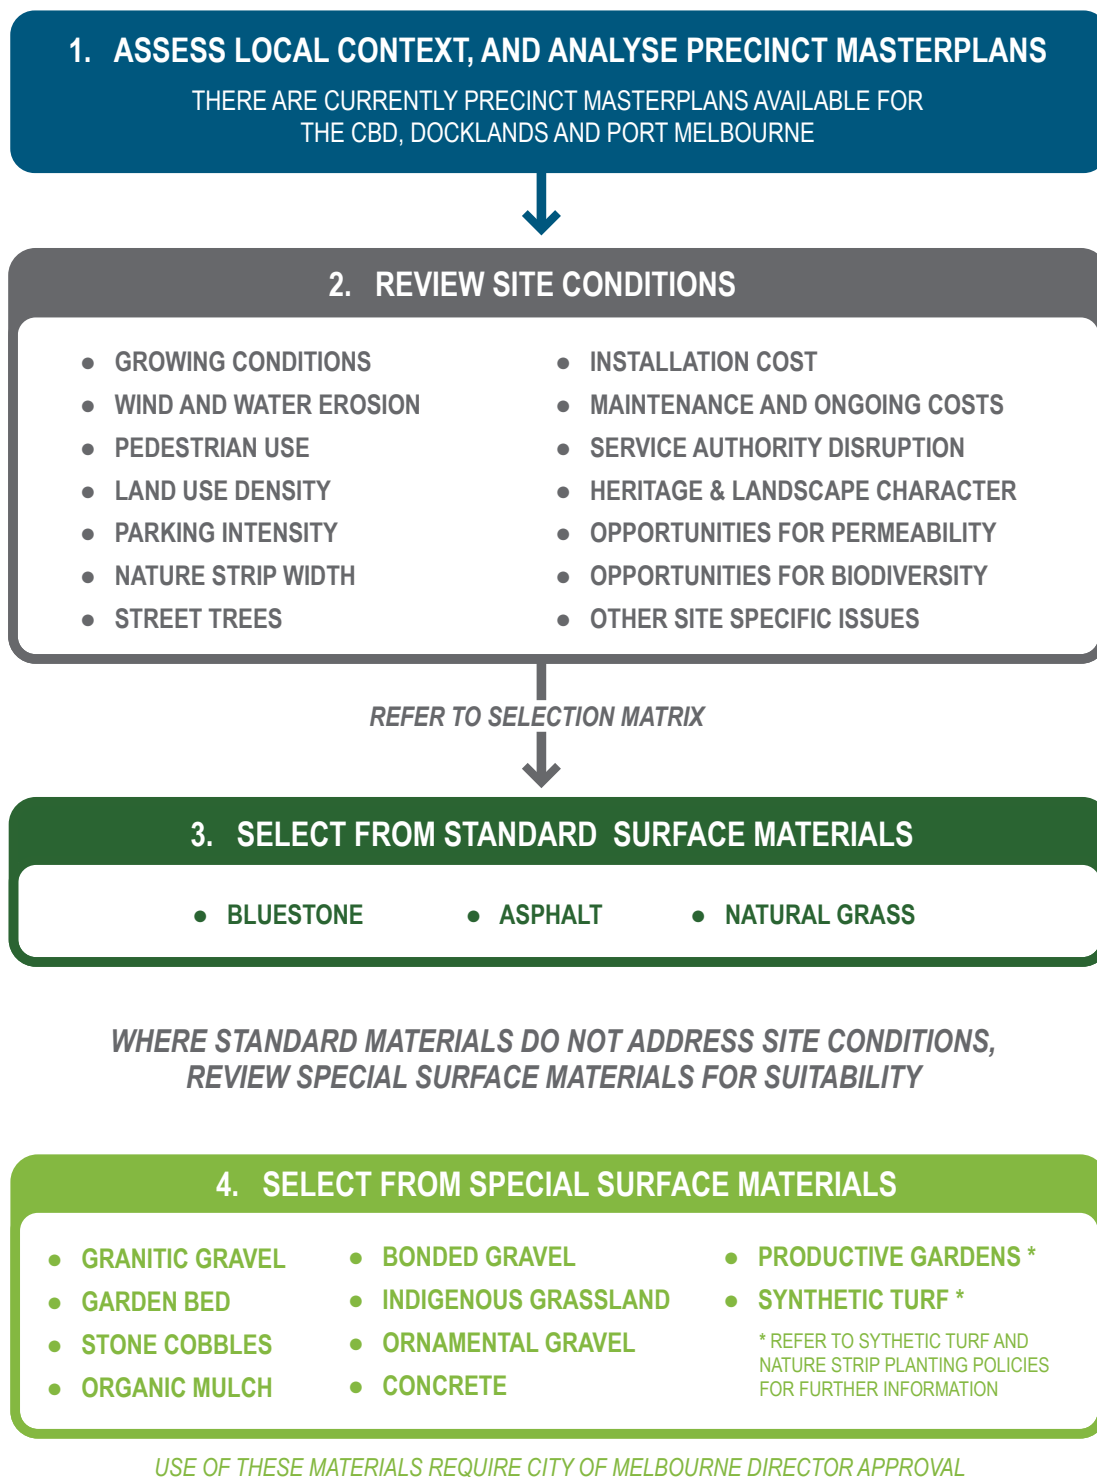 1. ASSESS LOCAL CONTEXT, AND ANALYSE PRECINCT MASTERPLANS
THERE ARE CURRENTLY PRECINCT MASTERPLANS AVAILABLE FOR
THE CBD, DOCKLANDS AND PORT MELBOURNE
2. REVIEW SITE CONDITIONS
● GROWING CONDITIONS
● WIND AND WATER EROSION
● PEDESTRIAN USE
● LAND USE DENSITY
● PARKING INTENSITY
● NATURE STRIP WIDTH
● STREET TREES
● INSTALLATION COST
● MAINTENANCE AND ONGOING COSTS
● SERVICE AUTHORITY DISRUPTION
● HERITAGE & LANDSCAPE CHARACTER
● OPPORTUNITIES FOR PERMEABILITY
● OPPORTUNITIES FOR BIODIVERSITY
● OTHER SITE SPECIFIC ISSUES
REFER TO SELECTION MATRIX
3. SELECT FROM STANDARD SURFACE MATERIALS
● BLUESTONE ● ASPHALT ● NATURAL GRASS
WHERE STANDARD MATERIALS DO NOT ADDRESS SITE CONDITIONS,
REVIEW SPECIAL SURFACE MATERIALS FOR SUITABILITY
4. SELECT FROM SPECIAL SURFACE MATERIALS
● GRANITIC GRAVEL
● GARDEN BED
● STONE COBBLES
● ORGANIC MULCH
● BONDED GRAVEL
● INDIGENOUS GRASSLAND
● ORNAMENTAL GRAVEL
● CONCRETE
● PRODUCTIVE GARDENS *
● SYNTHETIC TURF *
* REFER TO SYTHETIC TURF AND
NATURE STRIP PLANTING POLICIES
FOR FURTHER INFORMATION
USE OF THESE MATERIALS REQUIRE CITY OF MELBOURNE DIRECTOR APPROVAL